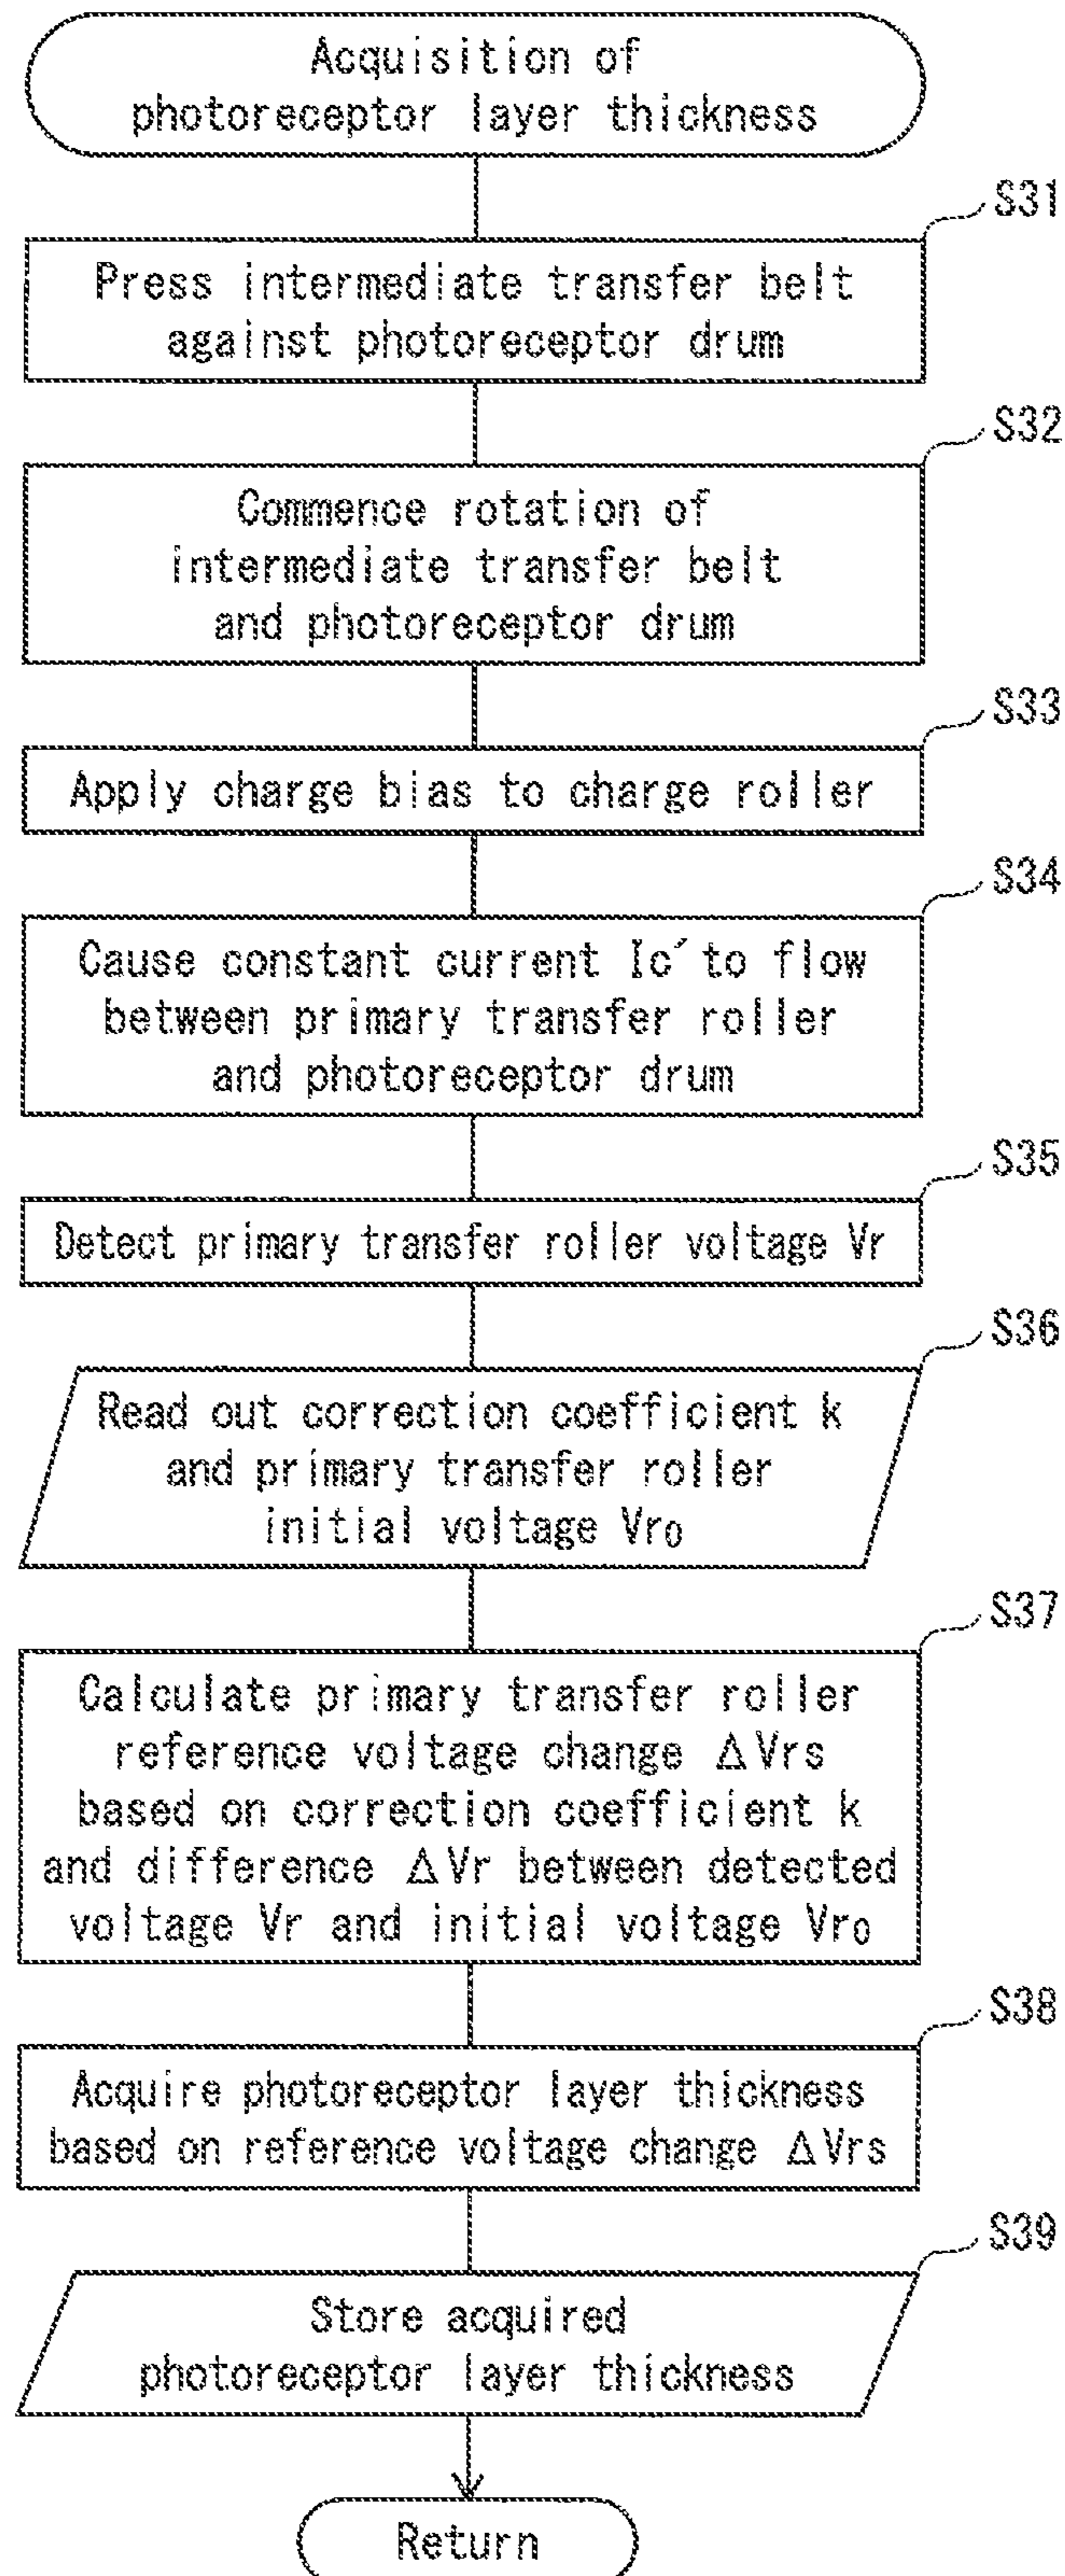 Acquisition of
photoreceptor layer thickness
S31
Press intermediate transfer belt
against photoreceptor drum
S32
Commence rotation of
intermediate transfer belt
and photoreceptor drum
S33
Apply charge bias to charge roller
S34
Cause constant current Ic´ to flow
between primary transfer roller
and photoreceptor drum
S35
Detect primary transfer roller voltage Vr
S36
Read out correction coefficient k
and primary transfer roller
initial voltage Vr₀
S37
Calculate primary transfer roller
reference voltage change ΔVrs
based on correction coefficient k
and difference ΔVr between detected
voltage Vr and initial voltage Vr₀
S38
Acquire photoreceptor layer thickness
based on reference voltage change ΔVrs
S39
Store acquired
photoreceptor layer thickness
Return